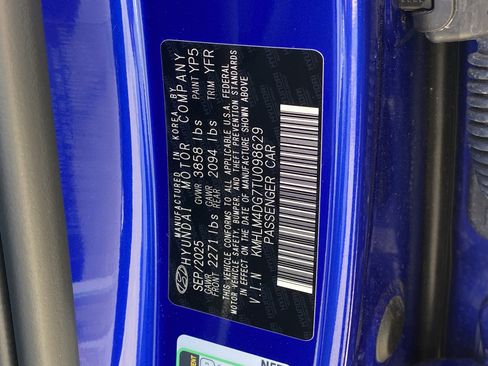 MANUFACTURED IN KOREA BY
HYUNDAI MOTOR COMPANY
SEP/2025 GVWR 3858 lbs PAINT YP5
GAWR FRONT 2271 lbs GAWR REAR 2094 lbs TRIM YFR
THIS VEHICLE CONFORMS TO ALL APPLICABLE U.S.A. FEDERAL
MOTOR VEHICLE SAFETY, BUMPER, AND THEFT PREVENTION STANDARDS
IN EFFECT ON THE DATE OF MANUFACTURE SHOWN ABOVE
V.I.N KMHLM4DG7TU098629
PASSENGER CAR